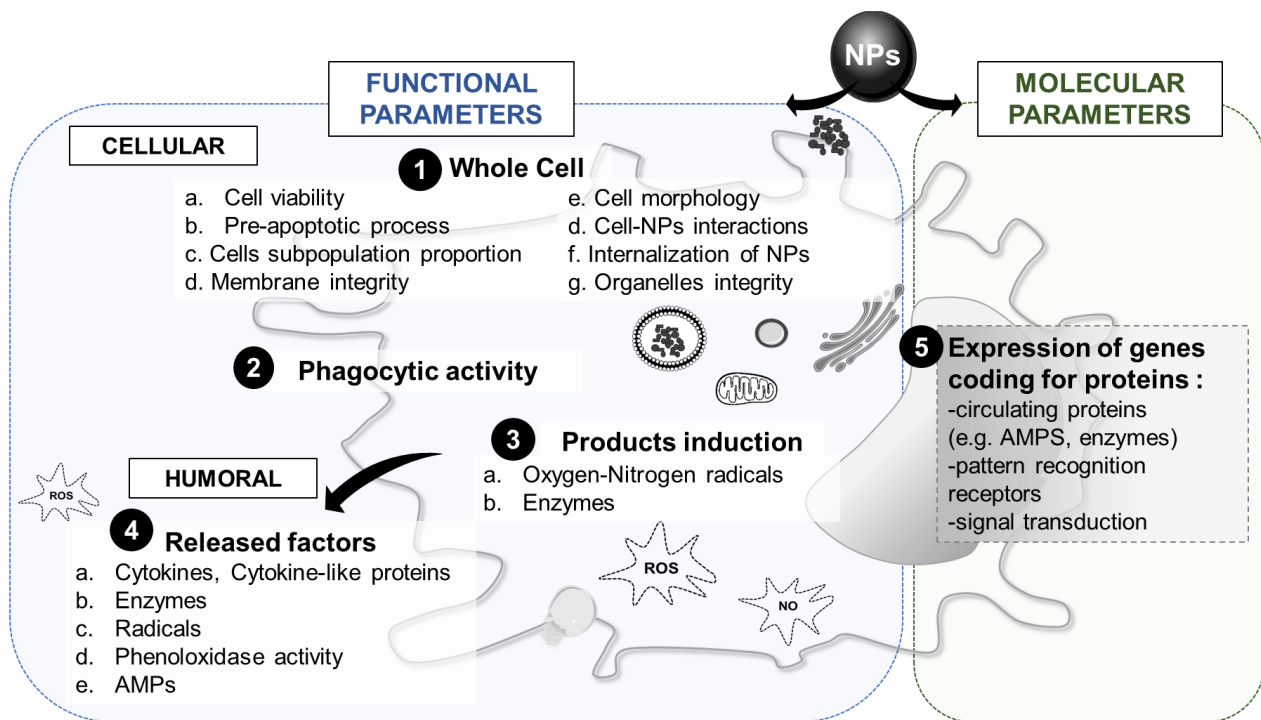 NPs
FUNCTIONAL
PARAMETERS
MOLECULAR
PARAMETERS
CELLULAR
1 Whole Cell
a. Cell viability
b. Pre-apoptotic process
c. Cells subpopulation proportion
d. Membrane integrity
e. Cell morphology
d. Cell-NPs interactions
f. Internalization of NPs
g. Organelles integrity
2 Phagocytic activity
3 Products induction
a. Oxygen-Nitrogen radicals
b. Enzymes
HUMORAL
ROS
4 Released factors
a. Cytokines, Cytokine-like proteins
b. Enzymes
c. Radicals
d. Phenoloxidase activity
e. AMPs
ROS
NO
5 Expression of genes
coding for proteins :
-circulating proteins
(e.g. AMPS, enzymes)
-pattern recognition
receptors
-signal transduction